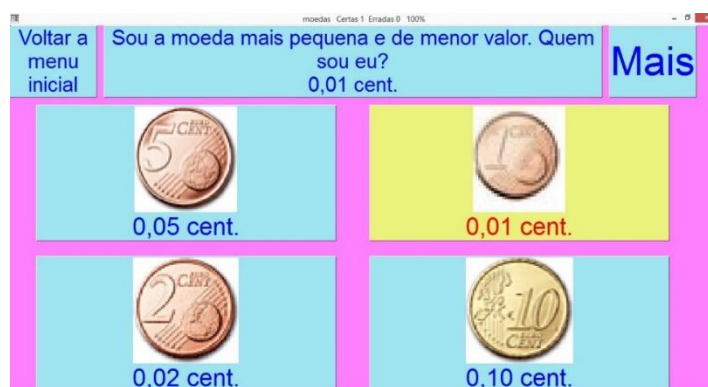 moedas Certas 1 Erradas 0 100%
Voltar a
menu
inicial
Sou a moeda mais pequena e de menor valor. Quem
sou eu?
0,01 cent.
Mais
5
EURO
CENT
0,05 cent.
1
CENT
0,01 cent.
2
EURO
CENT
0,02 cent.
10
CENT
0,10 cent.